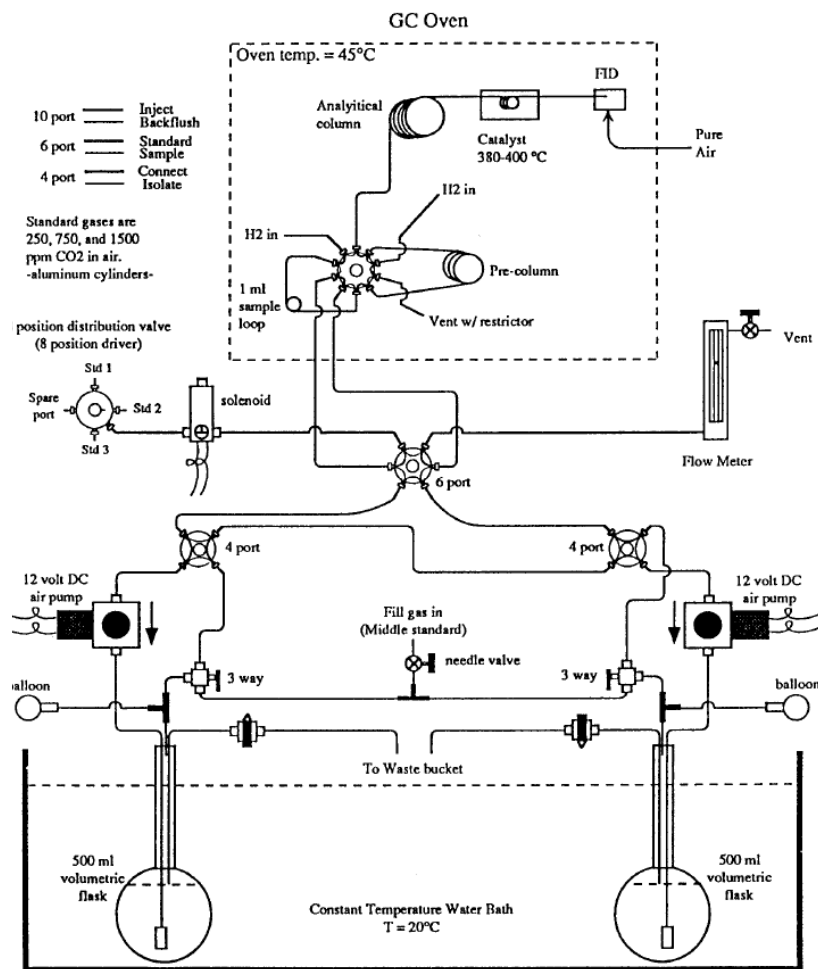 GC Oven
Oven temp. = 45°C
FID
Analyitical
column
Catalyst
380-400 °C
Pure
Air
10 port
Inject
Backflush
6 port
Standard
Sample
4 port
Connect
Isolate
H2 in
Standard gases are
250, 750, and 1500
ppm CO2 in air.
-aluminum cylinders-
H2 in
1 ml
sample
loop
Pre-column
Vent w/ restrictor
position distribution valve
(8 position driver)
Vent
Std 1
Spare
port
Std 2
Std 3
solenoid
Flow Meter
6 port
4 port
4 port
12 volt DC
air pump
12 volt DC
air pump
Fill gas in
(Middle standard)
needle valve
3 way
3 way
balloon
balloon
To Waste bucket
500 ml
volumetric
flask
500 ml
volumetric
flask
Constant Temperature Water Bath
T = 20°C